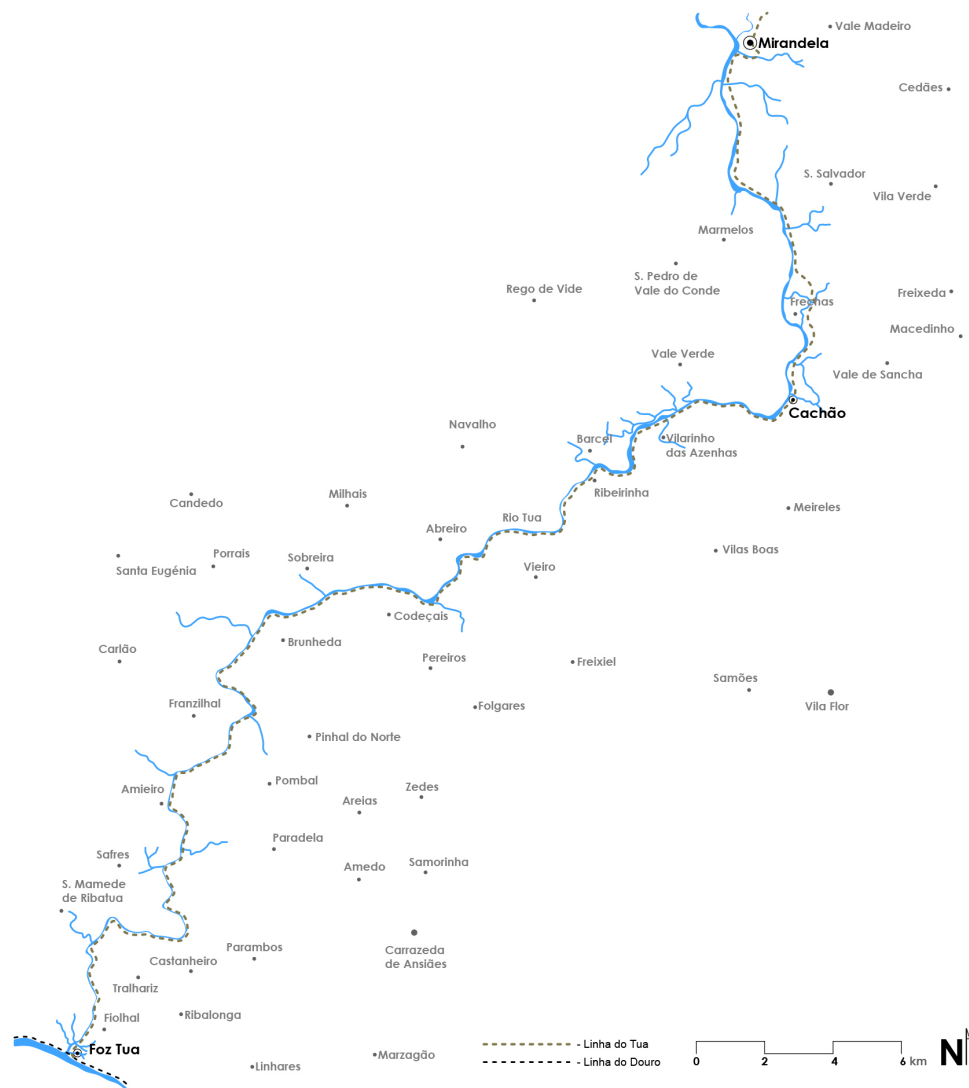 Vale Madeiro
Mirandela
Cedães
S. Salvador
Vila Verde
Marmelos
S. Pedro de
Vale do Conde
Rego de Vide
Freixeda
Frechas
Macedinho
Vale Verde
Vale de Sancha
Cachão
Navalho
Barcel
Vilarinho
das Azenhas
Ribeirinha
Candedo
Milhais
Meireles
Rio Tua
Abreiro
Vilas Boas
Porrais
Sobreira
Santa Eugénia
Vieiro
Codeçais
Brunheda
Carlão
Pereiros
Freixiel
Samões
Franzilhal
Folgares
Vila Flor
Pinhal do Norte
Pombal
Amieiro
Zedes
Areias
Paradela
Safres
Amedo
Samorinha
S. Mamede
de Ribatua
Parambos
Carrazeda
de Ansiães
Castanheiro
Tralhariz
Ribalonga
Fiolhal
Foz Tua
Marzagão
Linhares
- Linha do Tua
- Linha do Douro
0 2 4 6 km
N